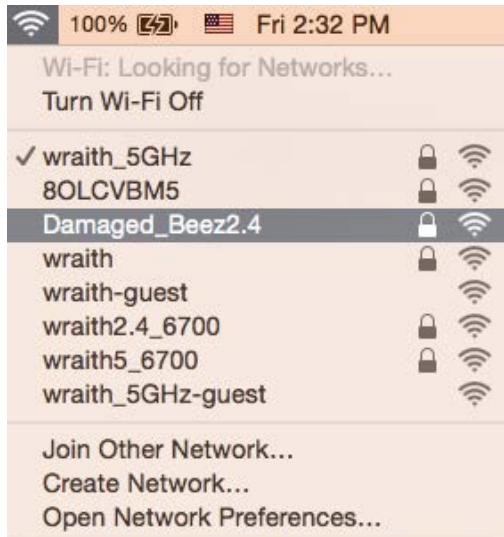 100% Fri 2:32 PM
Wi-Fi: Looking for Networks...
Turn Wi-Fi Off
wraith_5GHz
8OLCVBM5
Damaged_Beez2.4
wraith
wraith-guest
wraith2.4_6700
wraith5_6700
wraith_5GHz-guest
Join Other Network...
Create Network...
Open Network Preferences...